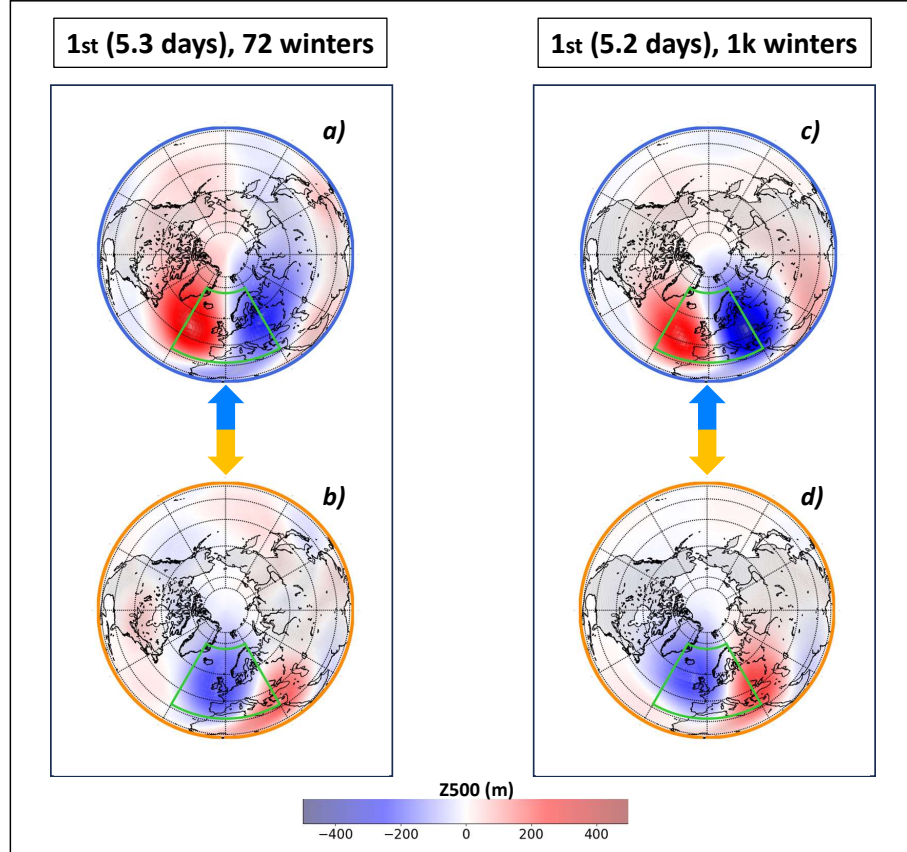 1st (5.3 days), 72 winters
1st (5.2 days), 1k winters
a)
c)
b)
d)
Z500 (m)
−400 −200 0 200 400